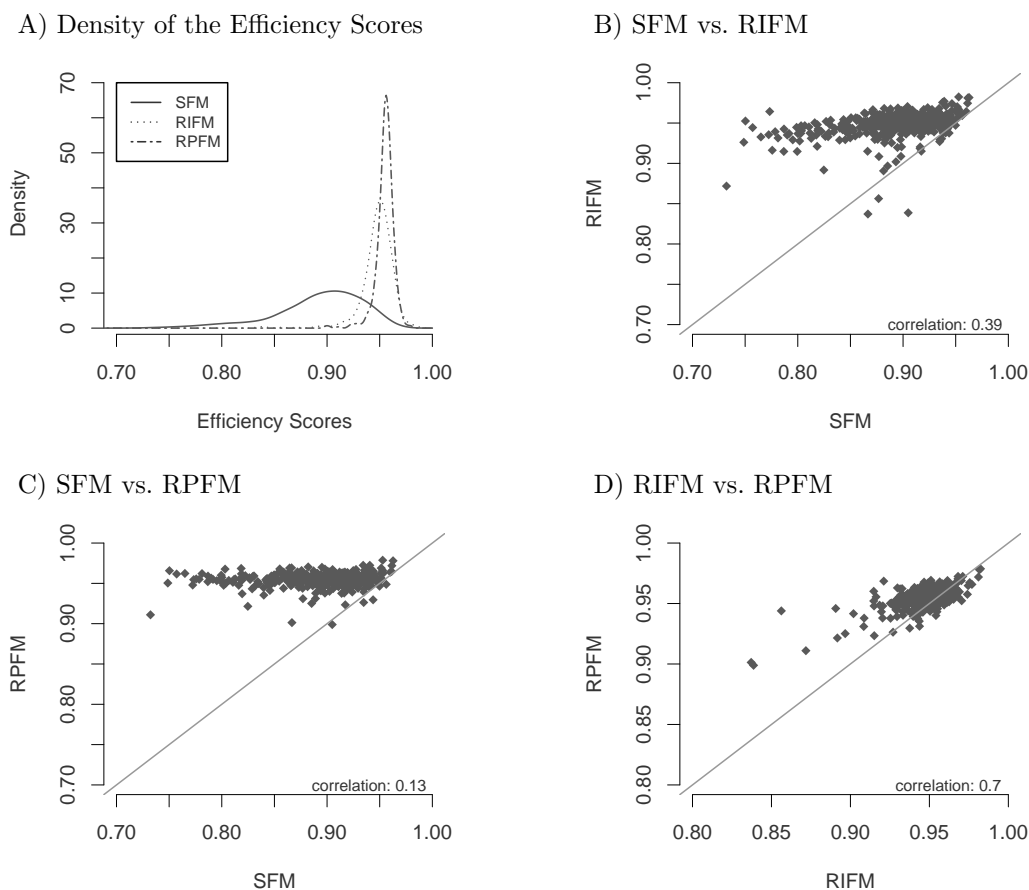 A) Density of the Efficiency Scores
70
50
30
10
0
Density
SFM
RIFM
RPFM
0.70 0.80 0.90 1.00
Efficiency Scores
B) SFM vs. RIFM
1.00
0.90
0.80
0.70
RIFM
correlation: 0.39
0.70 0.80 0.90 1.00
SFM
C) SFM vs. RPFM
1.00
0.90
0.80
0.70
RPFM
correlation: 0.13
0.70 0.80 0.90 1.00
SFM
D) RIFM vs. RPFM
1.00
0.95
0.90
0.85
0.80
RPFM
correlation: 0.7
0.80 0.85 0.90 0.95 1.00
RIFM